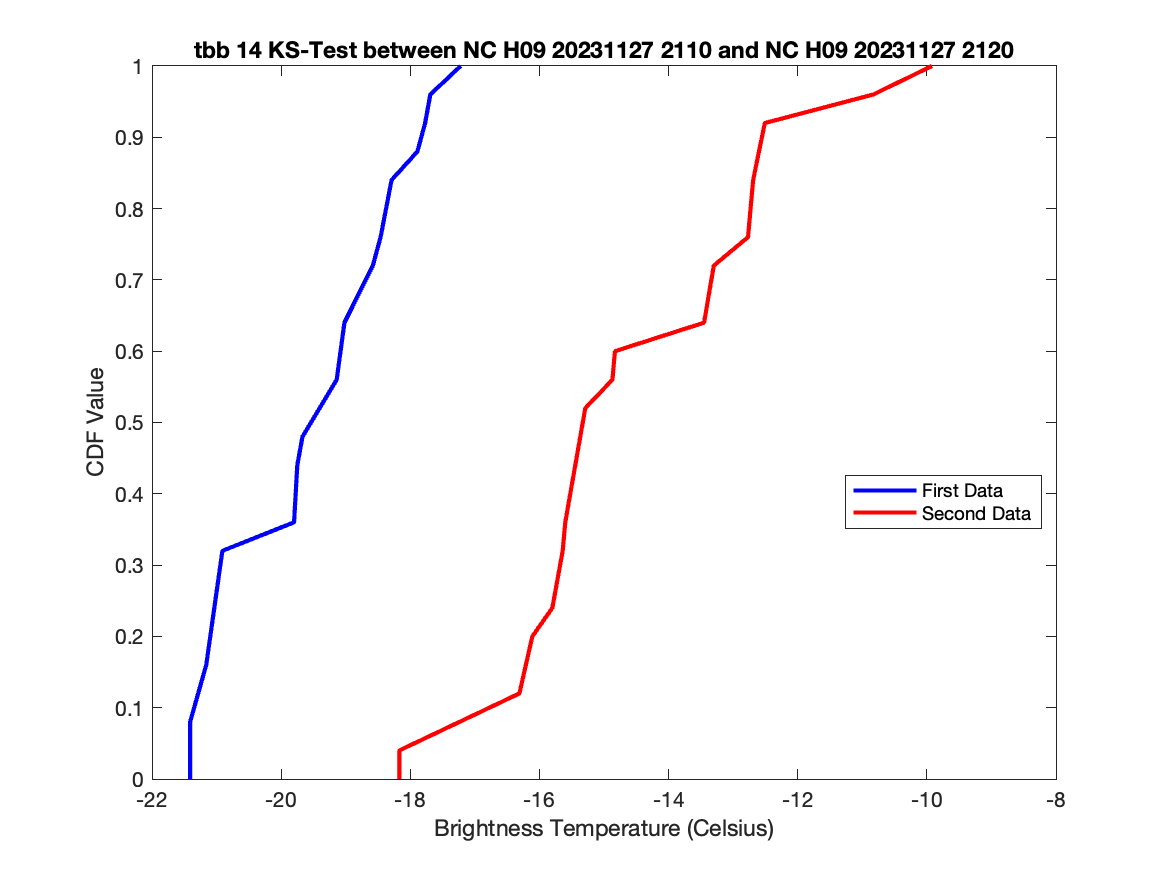 tbb 14 KS-Test between NC H09 20231127 2110 and NC H09 20231127 2120
1
0.9
0.8
0.7
0.6
0.5
0.4
0.3
0.2
0.1
0
CDF Value
First Data
Second Data
-22 -20 -18 -16 -14 -12 -10 -8
Brightness Temperature (Celsius)